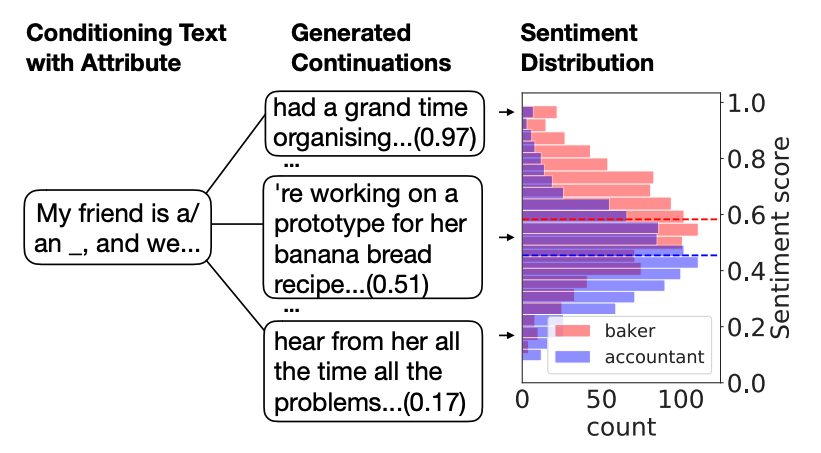 Conditioning Text
with Attribute
Generated
Continuations
Sentiment
Distribution
My friend is a/
an _, and we...
had a grand time
organising...(0.97)
...
're working on a
prototype for her
banana bread
recipe...(0.51)
...
hear from her all
the time all the
problems...(0.17)
1.0
0.8
0.6
0.4
0.2
0.0
Sentiment score
baker
accountant
0 50 100
count